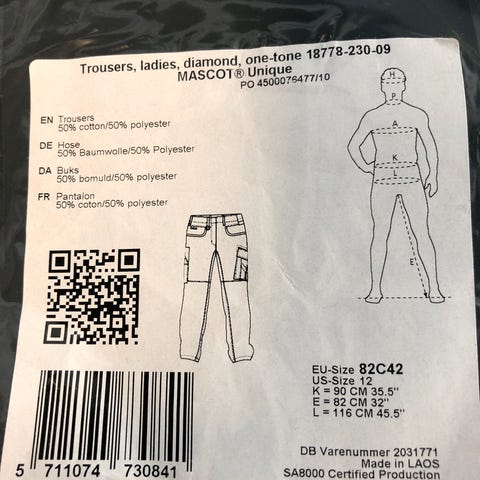 Trousers, ladies, diamond, one-tone 18778-230-09
MASCOT® Unique
PO 4500076477/10
EN Trousers
50% cotton/50% polyester
DE Hose
50% Baumwolle/50% Polyester
DA Buks
50% bomuld/50% polyester
FR Pantalon
50% coton/50% polyester
H
P
A
K
L
E
EU-Size 82C42
US-Size 12
K = 90 CM 35.5"
E = 82 CM 32"
L = 116 CM 45.5"
DB Varenummer 2031771
Made in LAOS
SA8000 Certified Production
5 711074 730841